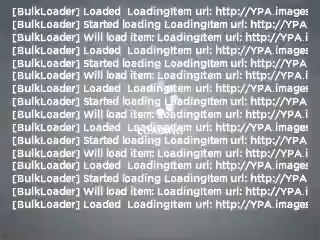 [BulkLoader] Loaded  LoadingItem url: http://YPA.images
[BulkLoader] Started loading LoadingItem url: http://YPA
[BulkLoader] Will load item: LoadingItem url: http://YPA.i
[BulkLoader] Loaded  LoadingItem url: http://YPA.images
[BulkLoader] Started loading LoadingItem url: http://YPA
[BulkLoader] Will load item: LoadingItem url: http://YPA.i
[BulkLoader] Loaded  LoadingItem url: http://YPA.images
[BulkLoader] Started loading LoadingItem url: http://YPA
[BulkLoader] Will load item: LoadingItem url: http://YPA.i
[BulkLoader] Loaded  LoadingItem url: http://YPA.images
LOADING
[BulkLoader] Started loading LoadingItem url: http://YPA
[BulkLoader] Will load item: LoadingItem url: http://YPA.i
[BulkLoader] Loaded  LoadingItem url: http://YPA.images
[BulkLoader] Started loading LoadingItem url: http://YPA
[BulkLoader] Will load item: LoadingItem url: http://YPA.i
[BulkLoader] Loaded  LoadingItem url: http://YPA.images